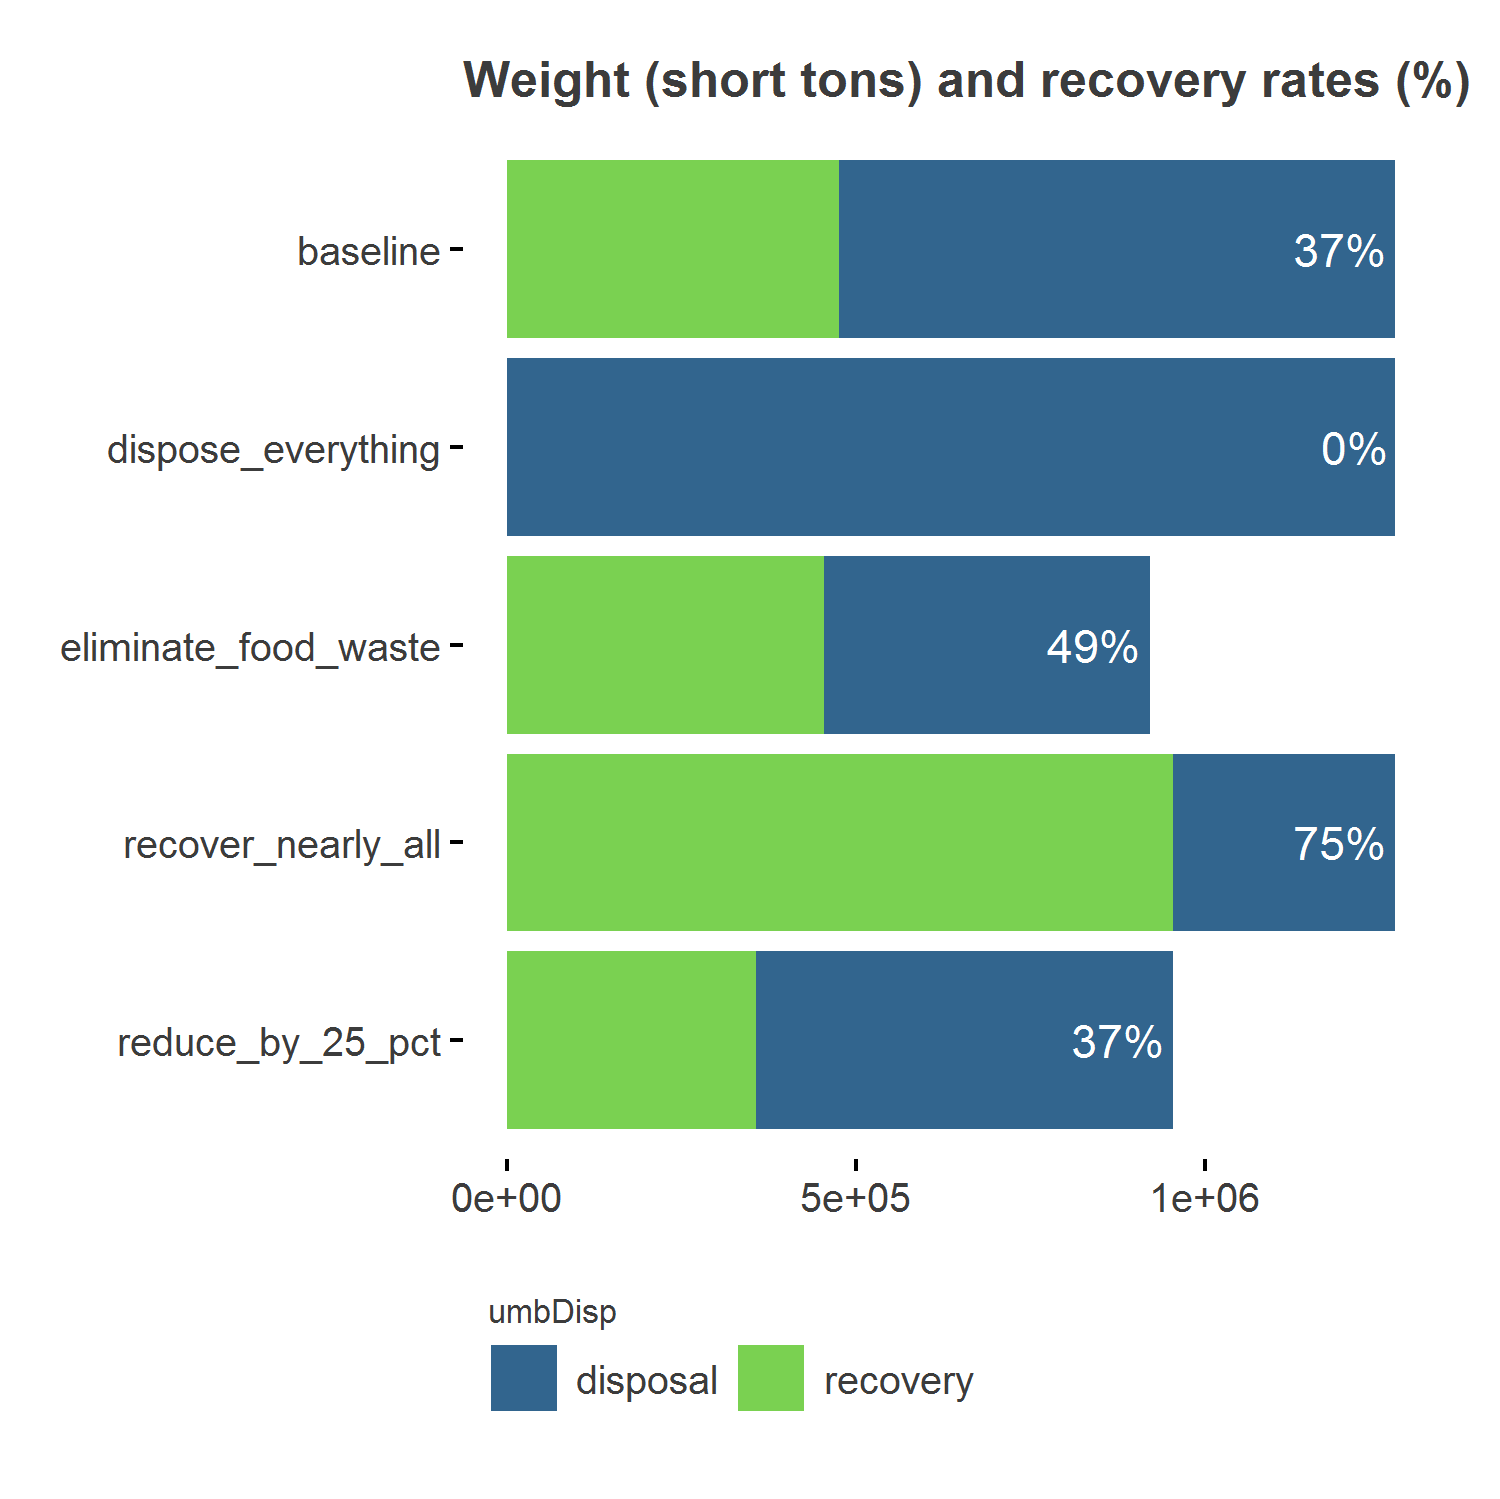 Weight (short tons) and recovery rates (%)
baseline
37%
dispose_everything
0%
eliminate_food_waste
49%
recover_nearly_all
75%
reduce_by_25_pct
37%
0e+00 5e+05 1e+06
umbDisp
disposal recovery